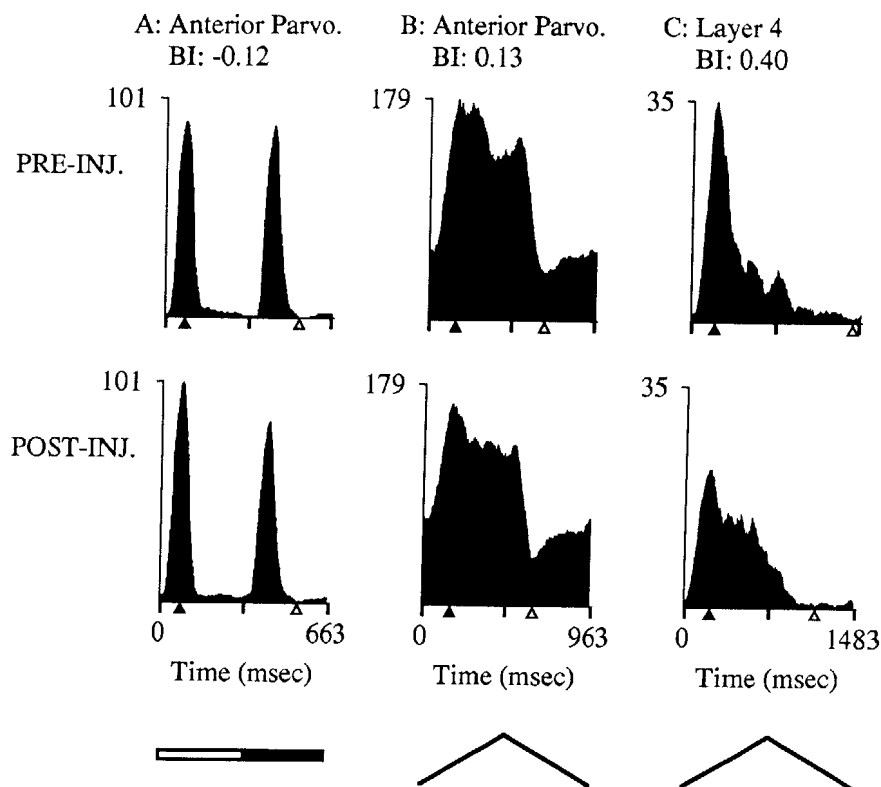 A: Anterior Parvo. B: Anterior Parvo. C: Layer 4
BI: -0.12 BI: 0.13 BI: 0.40
101 179 35
PRE-INJ.
101 179 35
POST-INJ.
0 663 0 963 0 1483
Time (msec) Time (msec) Time (msec)